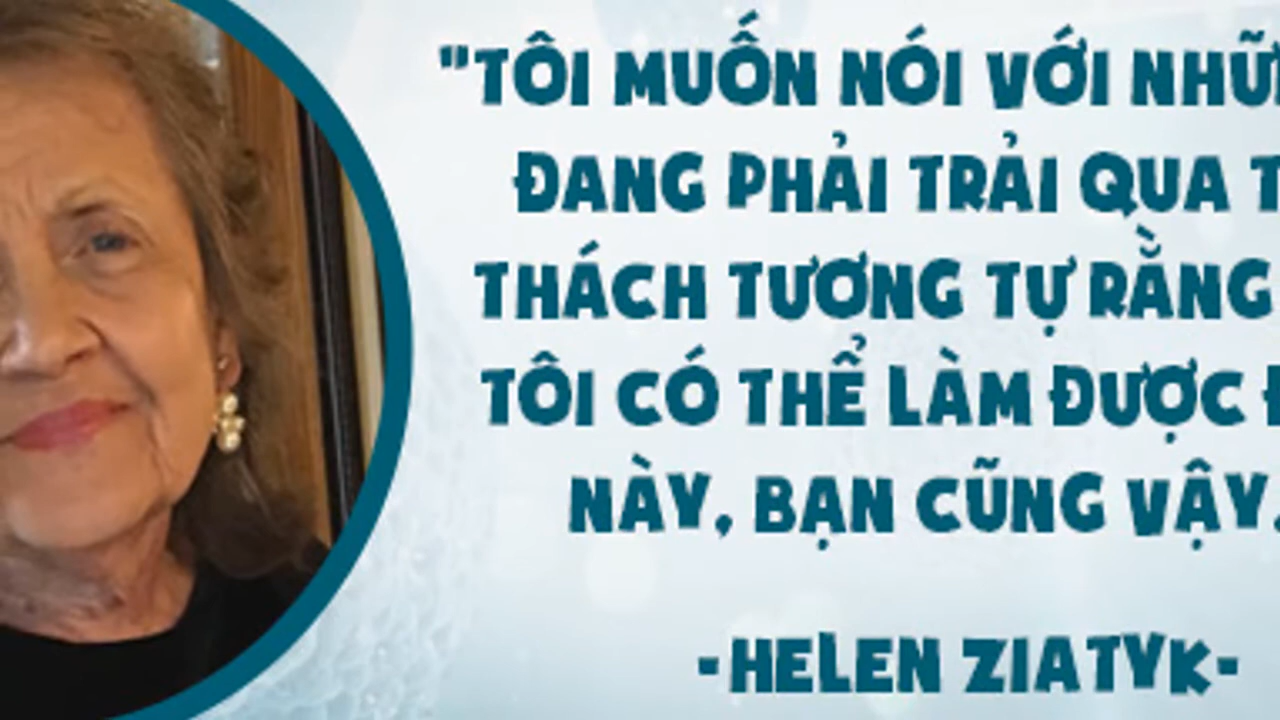 "TÔI MUỐN NÓI VỚI
ĐANG PHẢI TRẢI QUA
THÁCH TƯƠNG TỰ RẰNG
TÔI CÓ THỂ LÀM ĐƯỢC
NÀY, BẠN CŨNG VẬY.
-HELEN ZIATYK-